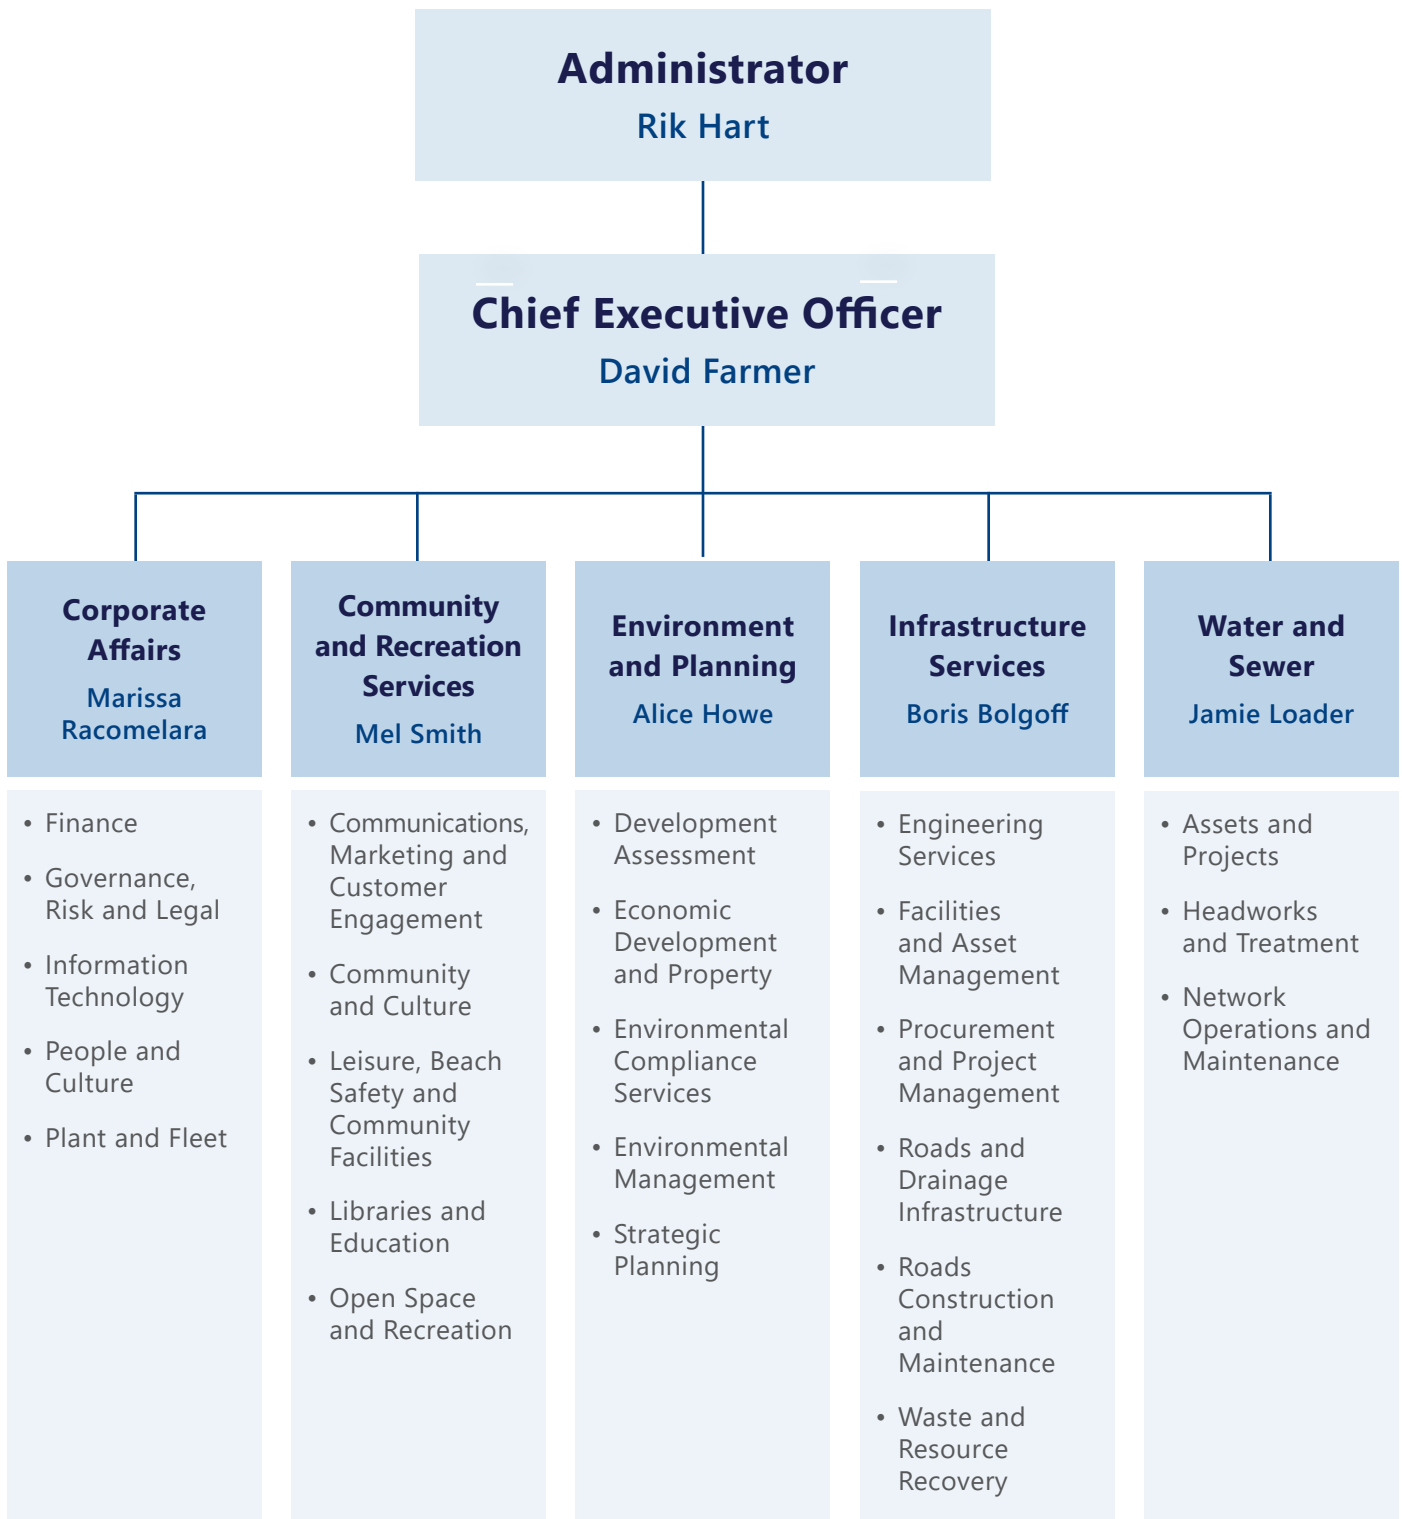 Administrator
Rik Hart
Chief Executive Officer
David Farmer
Corporate
Affairs
Marissa
Racomelara
• Finance
• Governance,
Risk and Legal
• Information
Technology
• People and
Culture
• Plant and Fleet
Community
and Recreation
Services
Mel Smith
• Communications,
Marketing and
Customer
Engagement
• Community
and Culture
• Leisure, Beach
Safety and
Community
Facilities
• Libraries and
Education
• Open Space
and Recreation
Environment
and Planning
Alice Howe
• Development
Assessment
• Economic
Development
and Property
• Environmental
Compliance
Services
• Environmental
Management
• Strategic
Planning
Infrastructure
Services
Boris Bolgoff
• Engineering
Services
• Facilities
and Asset
Management
• Procurement
and Project
Management
• Roads and
Drainage
Infrastructure
• Roads
Construction
and
Maintenance
• Waste and
Resource
Recovery
Water and
Sewer
Jamie Loader
• Assets and
Projects
• Headworks
and Treatment
• Network
Operations and
Maintenance